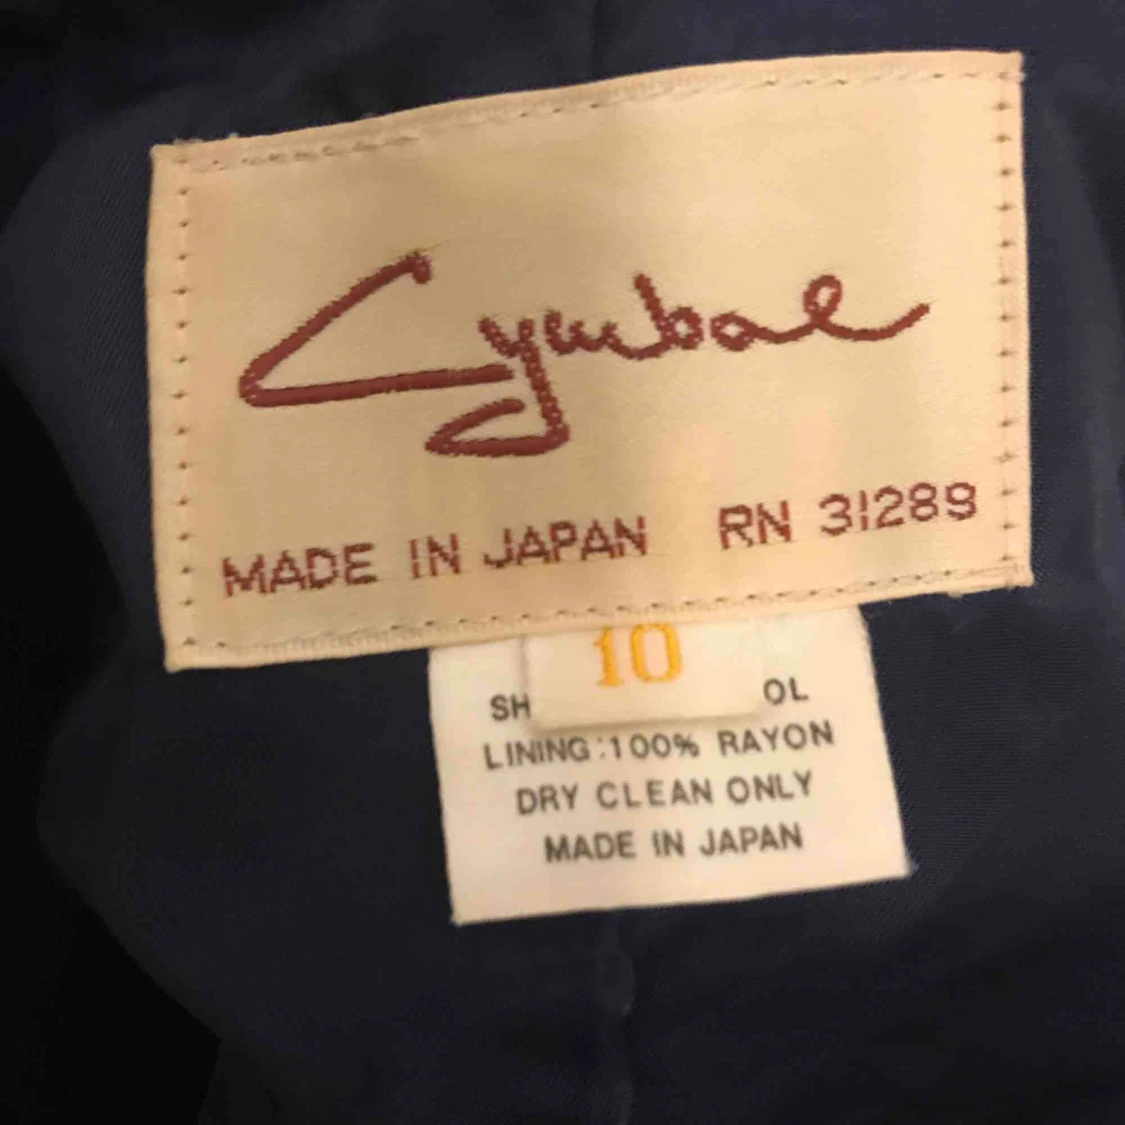 Cymbal
MADE IN JAPAN RN 31289
10
SH OL
LINING:100% RAYON
DRY CLEAN ONLY
MADE IN JAPAN